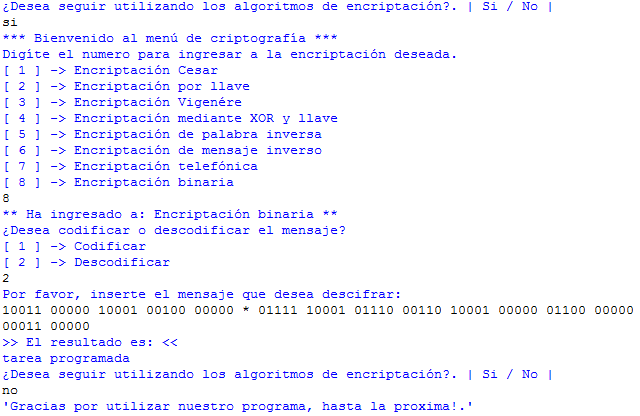 ¿Desea seguir utilizando los algoritmos de encriptación?. | Si / No |
si
*** Bienvenido al menú de criptografía ***
Digíte el numero para ingresar a la encriptación deseada.
[ 1 ] -> Encriptación Cesar
[ 2 ] -> Encriptación por llave
[ 3 ] -> Encriptación Vigenére
[ 4 ] -> Encriptación mediante XOR y llave
[ 5 ] -> Encriptación de palabra inversa
[ 6 ] -> Encriptación de mensaje inverso
[ 7 ] -> Encriptación telefónica
[ 8 ] -> Encriptación binaria
8
** Ha ingresado a: Encriptación binaria **
¿Desea codificar o descodificar el mensaje?
[ 1 ] -> Codificar
[ 2 ] -> Descodificar
2
Por favor, inserte el mensaje que desea descifrar:
10011 00000 10001 00100 00000 * 01111 10001 01110 00110 10001 00000 01100 00000
00011 00000
>> El resultado es: <<
tarea programada
¿Desea seguir utilizando los algoritmos de encriptación?. | Si / No |
no
'Gracias por utilizar nuestro programa, hasta la proxima!.'